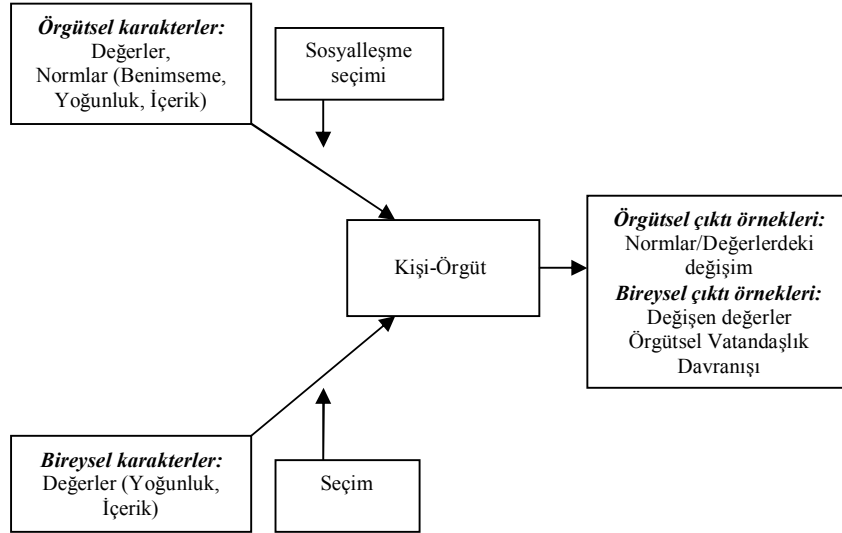 Örgütsel karakterler:
Değerler,
Normlar (Benimseme,
Yoğunluk, İçerik)
Sosyalleşme
seçimi
Kişi-Örgüt
Örgütsel çıktı örnekleri:
Normlar/Değerlerdeki
değişim
Bireysel çıktı örnekleri:
Değişen değerler
Örgütsel Vatandaşlık
Davranışı
Bireysel karakterler:
Değerler (Yoğunluk,
İçerik)
Seçim